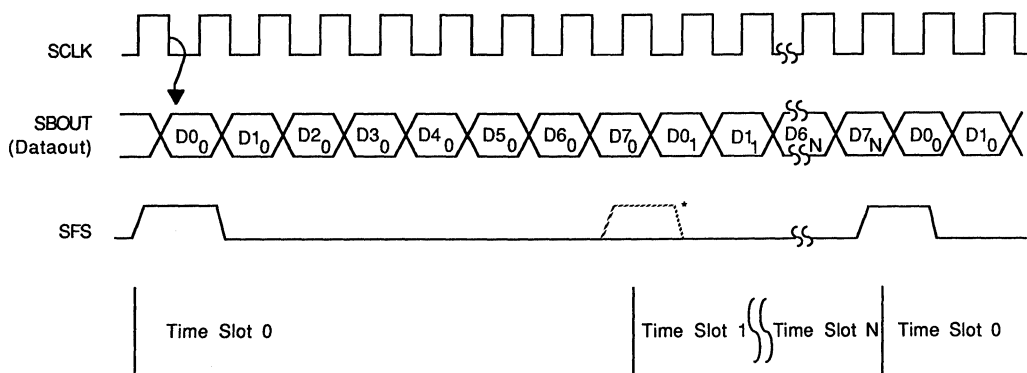 SCLK
SBOUT
(Dataout)
D0₀ D1₀ D2₀ D3₀ D4₀ D5₀ D6₀ D7₀ D0₁ D1₁ D6N D7N D0₀ D1₀
SFS
*
Time Slot 0 Time Slot 1 Time Slot N Time Slot 0